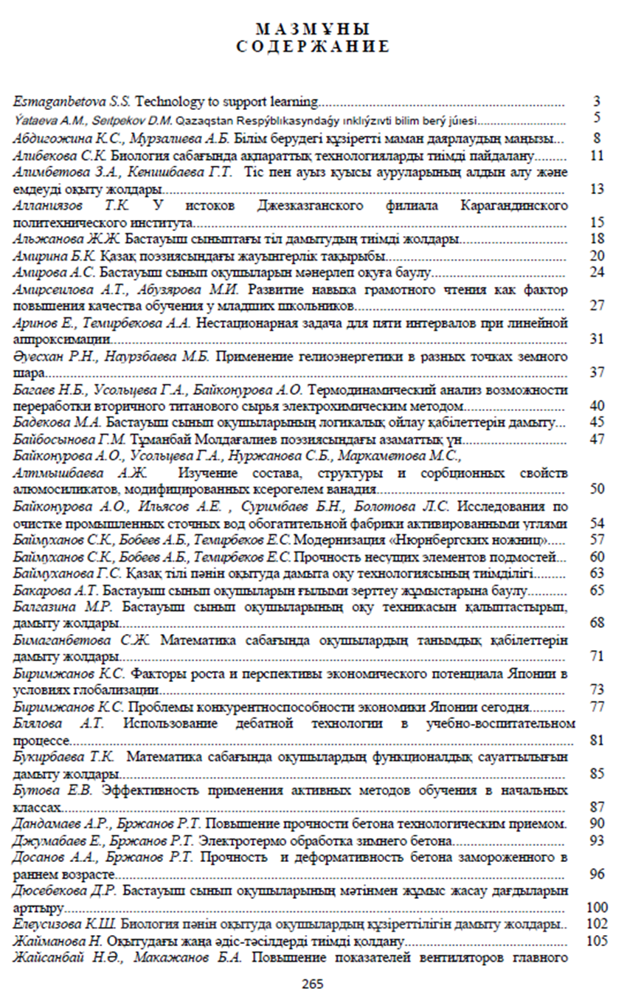 МАЗМҰНЫ
СОДЕРЖАНИЕ
Esmaganbetova S.S. Technology to support learning.......... 3
Ýataeva A.M., Seıtpekov D.M. Qazaqstan Respýblıkasyndaǵy ınklıýzıvti bilim berý júıesi.......... 5
Абдигожина К.С., Мурзалиева А.Б. Білім берудегі құзіретті маман даярлаудың маңызы... 8
Алибекова С.К. Биология сабағында ақпараттық технологияларды тиімді пайдалану......... 11
Алимбетова З.А., Кенишбаева Г.Т. Тіс пен ауыз қуысы ауруларының алдын алу және
емдеуді оқыту жолдары.......... 13
Алланиязов Т.К. У истоков Джезказганского филиала Карагандинского
политехнического института.......... 15
Альжанова Ж.Ж. Бастауыш сыныптағы тіл дамытудың тиімді жолдары.......... 18
Амирина Б.К. Қазақ поэзиясындағы жауынгерлік тақырыбы.......... 20
Амирова А.С. Бастауыш сынып оқушыларын мәнерлеп оқуға баулу.......... 24
Амирсеилова А.Т., Абузярова М.И. Развитие навыка грамотного чтения как фактор
повышения качества обучения у младших школьников.......... 27
Аринов Е., Темирбекова А.А. Нестационарная задача для пяти интервалов при линейной
аппроксимации.......... 31
Әуесхан Р.Н., Наурзбаева М.Б. Применение гелиоэнергетики в разных точках земного
шара.......... 37
Багаев Н.Б., Усольцева Г.А., Байконурова А.О. Термодинамический анализ возможности
переработки вторичного титанового сырья электрохимическим методом.......... 40
Бадекова М.А. Бастауыш сынып оқушыларының логикалық ойлау қабілеттерін дамыту... 45
Байбосынова Г.М. Тұманбай Молдағалиев поэзиясындағы азаматтық үн.......... 47
Байконурова А.О., Усольцева Г.А., Нуржанова С.Б., Маркаметова М.С.,
Алтмышбаева А.Ж. Изучение состава, структуры и сорбционных свойств
алюмосиликатов, модифицированных ксерогелем ванадия.......... 50
Байконурова А.О., Ильясов А.Е. , Суримбаев Б.Н., Болотова Л.С. Исследования по
очистке промышленных сточных вод обогатительной фабрики активированными углями 54
Баймуханов С.К., Бобеев А.Б., Темирбеков Е.С. Модернизация «Нюрнбергских ножниц»..... 57
Баймуханов С.К., Бобеев А.Б., Темирбеков Е.С. Прочность несущих элементов подмостей... 60
Баймуханова Г.С. Қазақ тілі пәнін оқытуда дамыта оқу технологиясының тиімділігі......... 63
Бакарова А.Т. Бастауыш сынып оқушыларын ғылыми зерттеу жұмыстарына баулу.......... 65
Балгазина М.Р. Бастауыш сынып оқушыларының оқу техникасын қалыптастырып,
дамыту жолдары.......... 68
Бимаганбетова С.Ж. Математика сабағында оқушылардың танымдық қабілеттерін
дамыту жолдары.......... 71
Биримжанов К.С. Факторы роста и перспективы экономического потенциала Японии в
условиях глобализации.......... 73
Биримжанов К.С. Проблемы конкурентноспособности экономики Японии сегодня.......... 77
Блялова А.Т. Использование дебатной технологии в учебно-воспитательном
процессе.......... 81
Букирбаева Т.К. Математика сабағында оқушылардың функционалдық сауаттылығын
дамыту жолдары.......... 85
Бутова Е.В. Эффективность применения активных методов обучения в начальных
классах.......... 87
Дандамаев А.Р., Бржанов Р.Т. Повышение прочности бетона технологическим приемом. 90
Джумабаев Е., Бржанов Р.Т. Электротермо обработка зимнего бетона.......... 93
Досанов А.А., Бржанов Р.Т. Прочность и деформативность бетона замороженного в
раннем возрасте.......... 96
Дюсебекова Д.Р. Бастауыш сынып оқушыларының мәтінмен жұмыс жасау дағдыларын
арттыру.......... 100
Елеусизова К.Ш. Биология пәнін оқытуда оқушылардың құзіреттілігін дамыту жолдары.. 102
Жайманова Н. Оқытудағы жаңа әдіс-тәсілдерді тиімді қолдану.......... 105
Жайсанбай Н.Ә., Макажанов Б.А. Повышение показателей вентиляторов главного
265